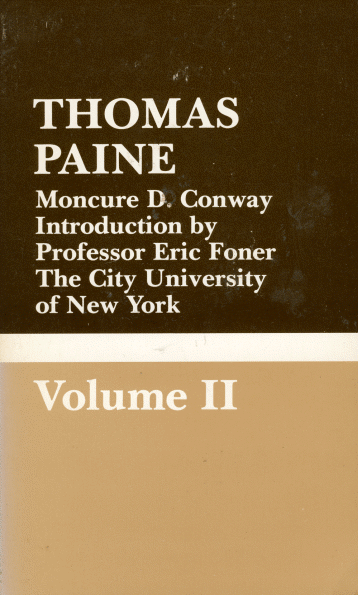 THOMAS
PAINE
Moncure D. Conway
Introduction by
Professor Eric Foner
The City University
of New York
Volume II